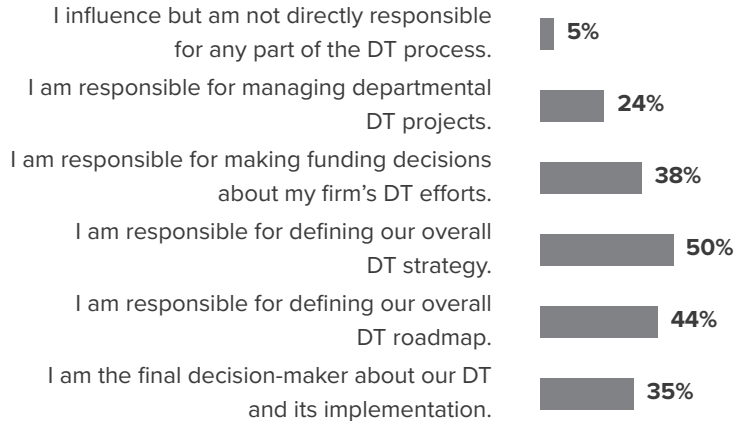 I influence but am not directly responsible
for any part of the DT process.
5%
I am responsible for managing departmental
DT projects.
24%
I am responsible for making funding decisions
about my firm’s DT efforts.
38%
I am responsible for defining our overall
DT strategy.
50%
I am responsible for defining our overall
DT roadmap.
44%
I am the final decision-maker about our DT
and its implementation.
35%